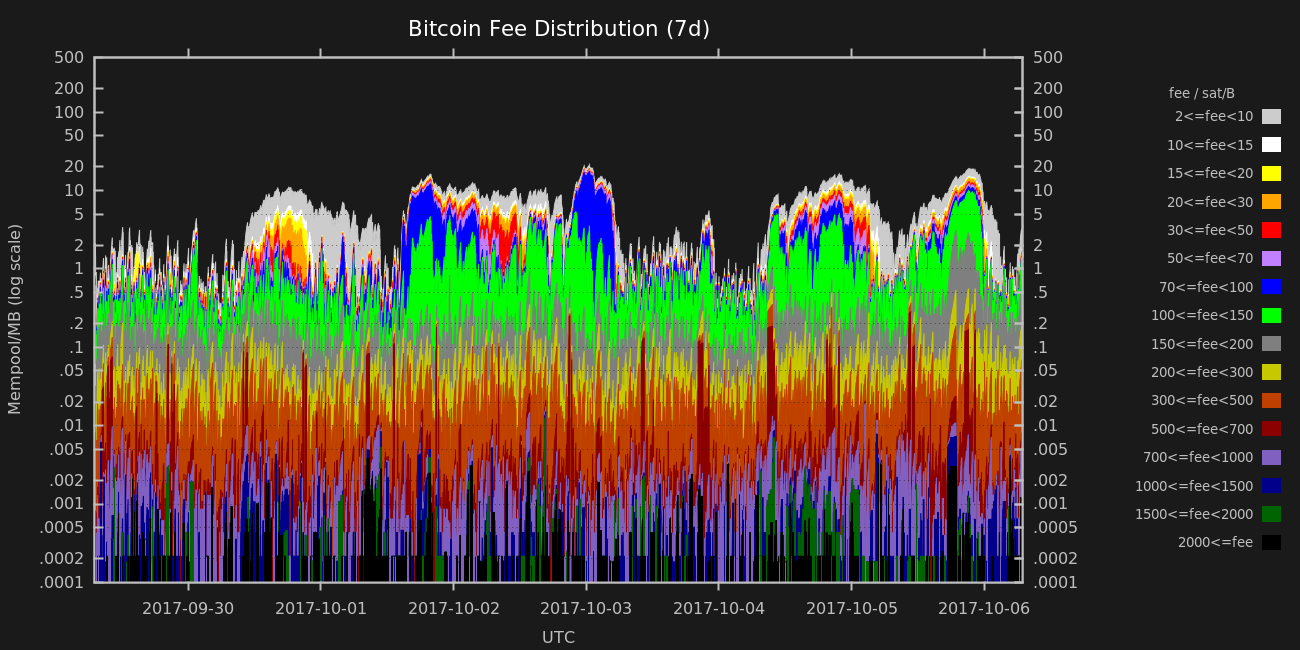 Bitcoin Fee Distribution (7d)
Mempool/MB (log scale)
500
200
100
50
20
10
5
2
1
.5
.2
.1
.05
.02
.01
.005
.002
.001
.0005
.0002
.0001
500
200
100
50
20
10
5
2
1
.5
.2
.1
.05
.02
.01
.005
.002
.001
.0005
.0002
.0001
2017-09-30 2017-10-01 2017-10-02 2017-10-03 2017-10-04 2017-10-05 2017-10-06
UTC
fee / sat/B
2<=fee<10
10<=fee<15
15<=fee<20
20<=fee<30
30<=fee<50
50<=fee<70
70<=fee<100
100<=fee<150
150<=fee<200
200<=fee<300
300<=fee<500
500<=fee<700
700<=fee<1000
1000<=fee<1500
1500<=fee<2000
2000<=fee